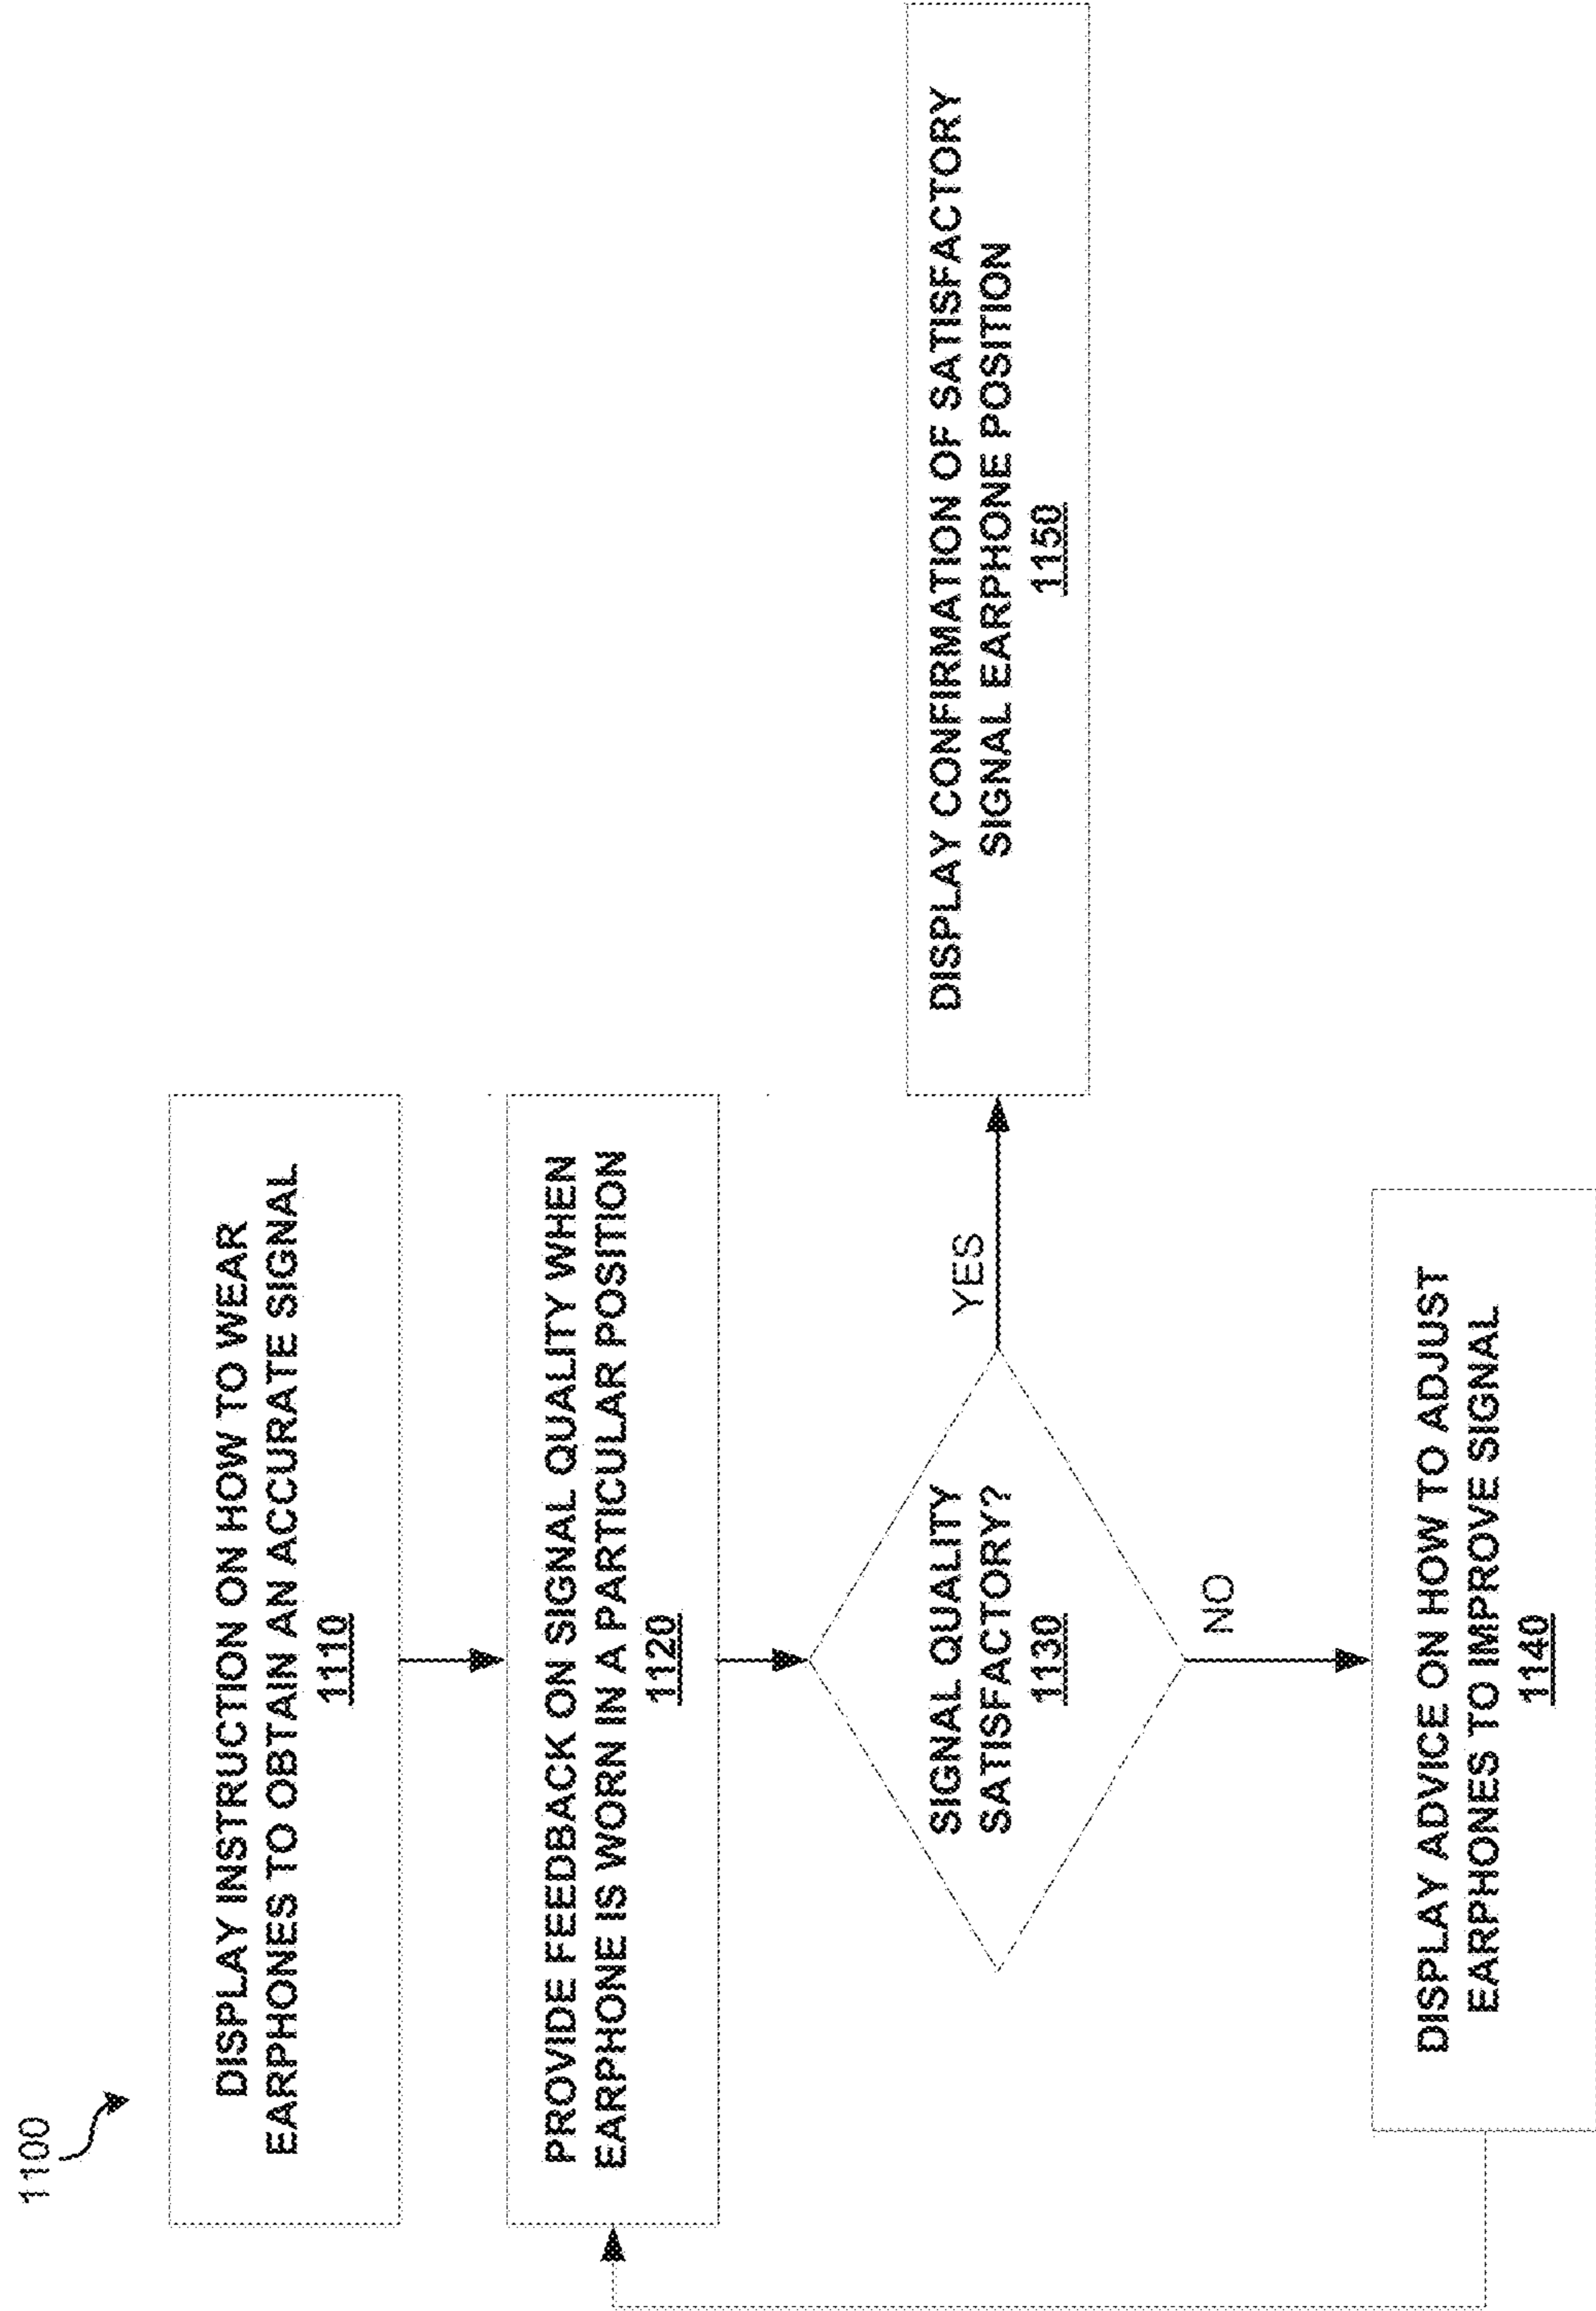 1100
DISPLAY INSTRUCTION ON HOW TO WEAR
EARPHONES TO OBTAIN AN ACCURATE SIGNAL
1110
PROVIDE FEEDBACK ON SIGNAL QUALITY WHEN
EARPHONE IS WORN IN A PARTICULAR POSITION
1120
SIGNAL QUALITY
SATISFACTORY?
1130
YES
DISPLAY CONFIRMATION OF SATISFACTORY
SIGNAL EARPHONE POSITION
1150
NO
DISPLAY ADVICE ON HOW TO ADJUST
EARPHONES TO IMPROVE SIGNAL
1140